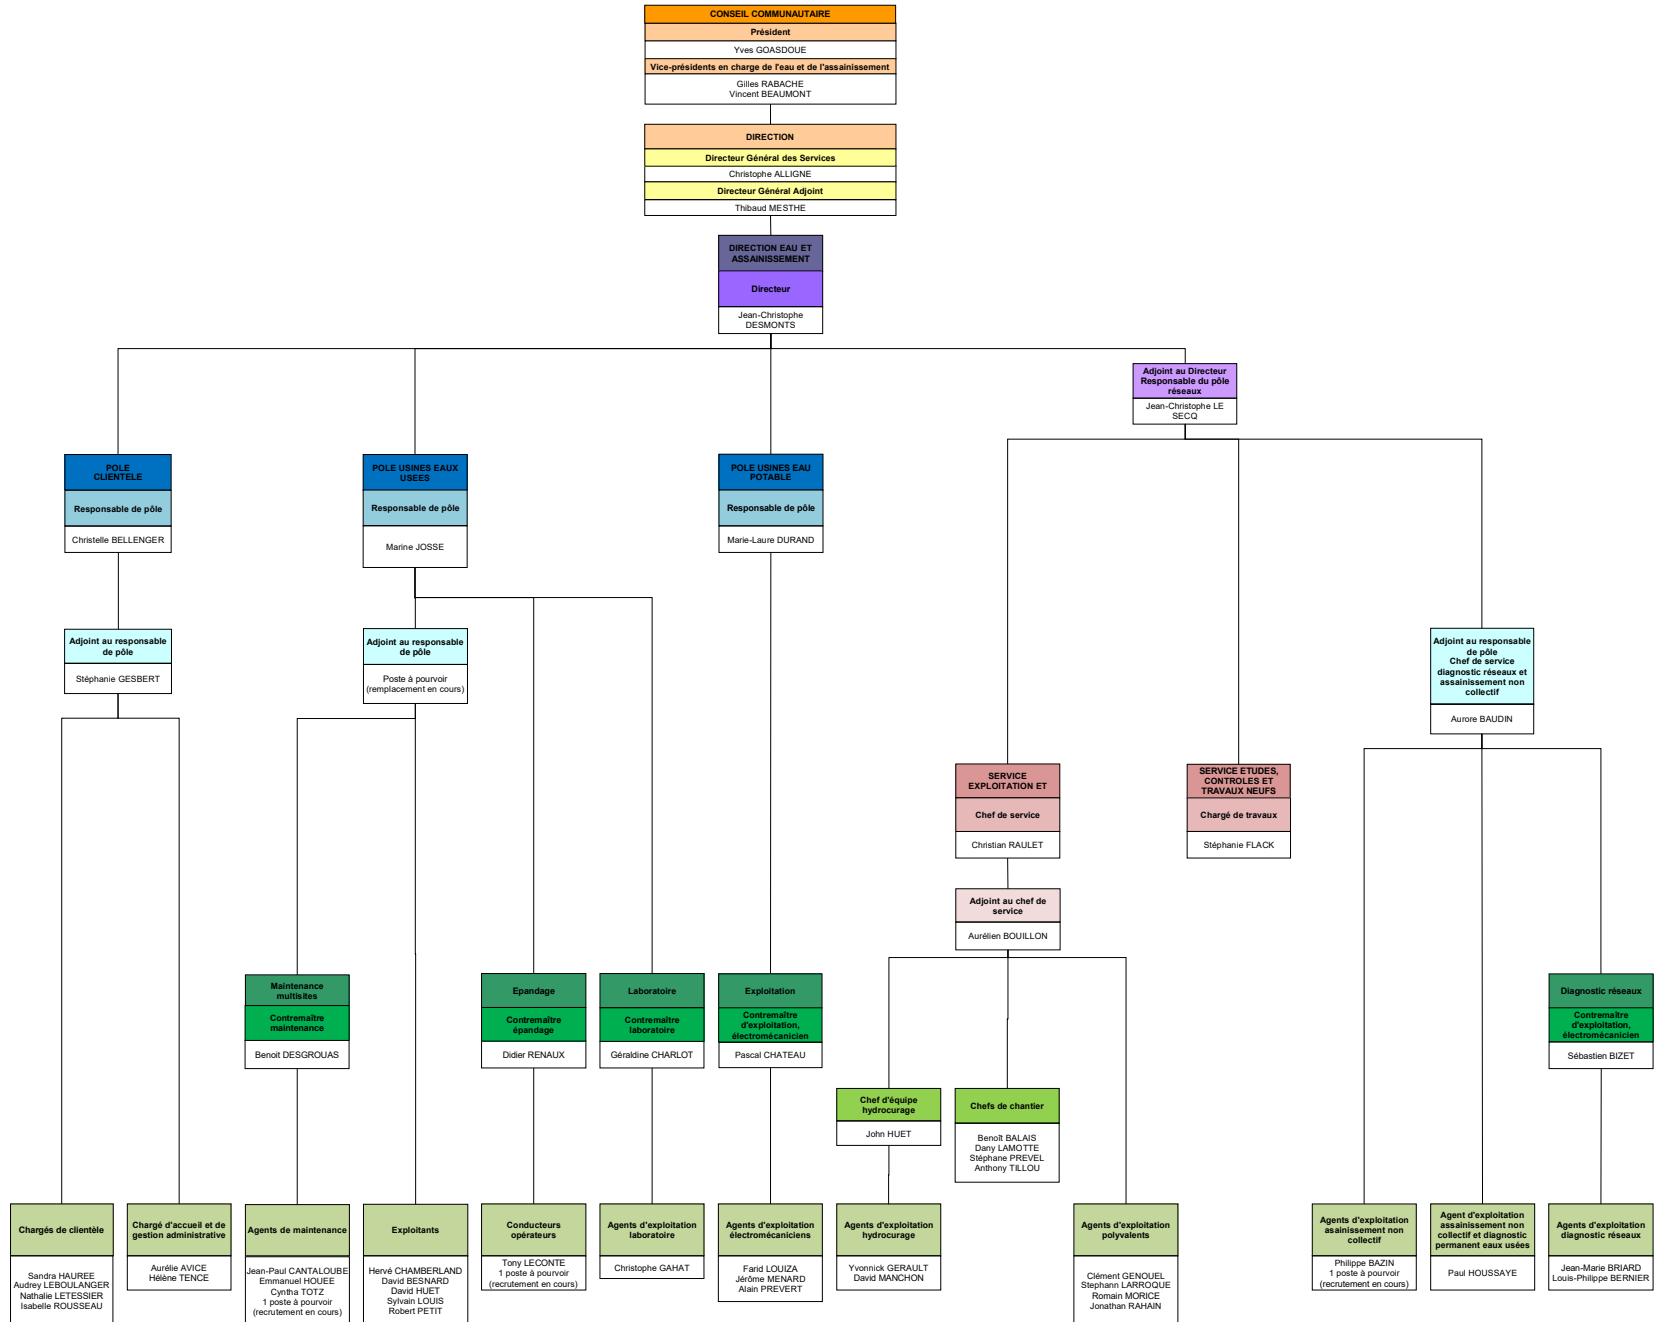 CONSEIL COMMUNAUTAIRE
Président
Yves GOASDOUE
Vice-présidents en charge de l'eau et de l'assainissement
Gilles RABACHE
Vincent BEAUMONT
DIRECTION
Directeur Général des Services
Christophe ALLIGNE
Directeur Général Adjoint
Thibaud MESTHE
DIRECTION EAU ET
ASSAINISSEMENT
Directeur
Jean-Christophe
DESMONTS
Adjoint au Directeur
Responsable du pôle
réseaux
Jean-Christophe LE
SECQ
POLE
CLIENTELE
Responsable de pôle
Christelle BELLENGER
POLE USINES EAUX
USEES
Responsable de pôle
Marine JOSSE
POLE USINES EAU
POTABLE
Responsable de pôle
Marie-Laure DURAND
Adjoint au responsable
de pôle
Stéphanie GESBERT
Adjoint au responsable
de pôle
Poste à pourvoir
(remplacement en cours)
Adjoint au responsable
de pôle
Chef de service
diagnostic réseaux et
assainissement non
collectif
Aurore BAUDIN
SERVICE
EXPLOITATION ET
Chef de service
Christian RAULET
SERVICE ETUDES,
CONTROLES ET
TRAVAUX NEUFS
Chargé de travaux
Stéphanie FLACK
Adjoint au chef de
service
Aurélien BOUILLON
Maintenance
multisites
Contremaître
maintenance
Benoit DESGROUAS
Epandage
Contremaître
épandage
Didier RENAUX
Laboratoire
Contremaître
laboratoire
Géraldine CHARLOT
Exploitation
Contremaître
d'exploitation,
électromécanicien
Pascal CHATEAU
Diagnostic réseaux
Contremaître
d'exploitation,
électromécanicien
Sébastien BIZET
Chef d'équipe
hydrocurage
John HUET
Chefs de chantier
Benoît BALAIS
Dany LAMOTTE
Stéphane PREVEL
Anthony TILLOU
Chargés de clientèle
Sandra HAUREE
Audrey LEBOULANGER
Nathalie LETESSIER
Isabelle ROUSSEAU
Chargé d'accueil et de
gestion administrative
Aurélie AVICE
Hélène TENCE
Agents de maintenance
Jean-Paul CANTALOUBE
Emmanuel HOUEE
Cyntha TOTZ
1 poste à pourvoir
(recrutement en cours)
Exploitants
Hervé CHAMBERLAND
David BESNARD
David HUET
Sylvain LOUIS
Robert PETIT
Conducteurs
opérateurs
Tony LECONTE
1 poste à pourvoir
(recrutement en cours)
Agents d'exploitation
laboratoire
Christophe GAHAT
Agents d'exploitation
électromécaniciens
Farid LOUIZA
Jérôme MENARD
Alain PREVERT
Agents d'exploitation
hydrocurage
Yvonnick GERAULT
David MANCHON
Agents d'exploitation
polyvalents
Clément GENOUEL
Stephann LARROQUE
Romain MORICE
Jonathan RAHAIN
Agents d'exploitation
asainissement non
collectif
Philippe BAZIN
1 poste à pourvoir
(recrutement en cours)
Agent d'exploitation
assainissement non
collectif et diagnostic
permanent eaux usées
Paul HOUSSAYE
Agents d'exploitation
diagnostic réseaux
Jean-Marie BRIARD
Louis-Philippe BERNIER